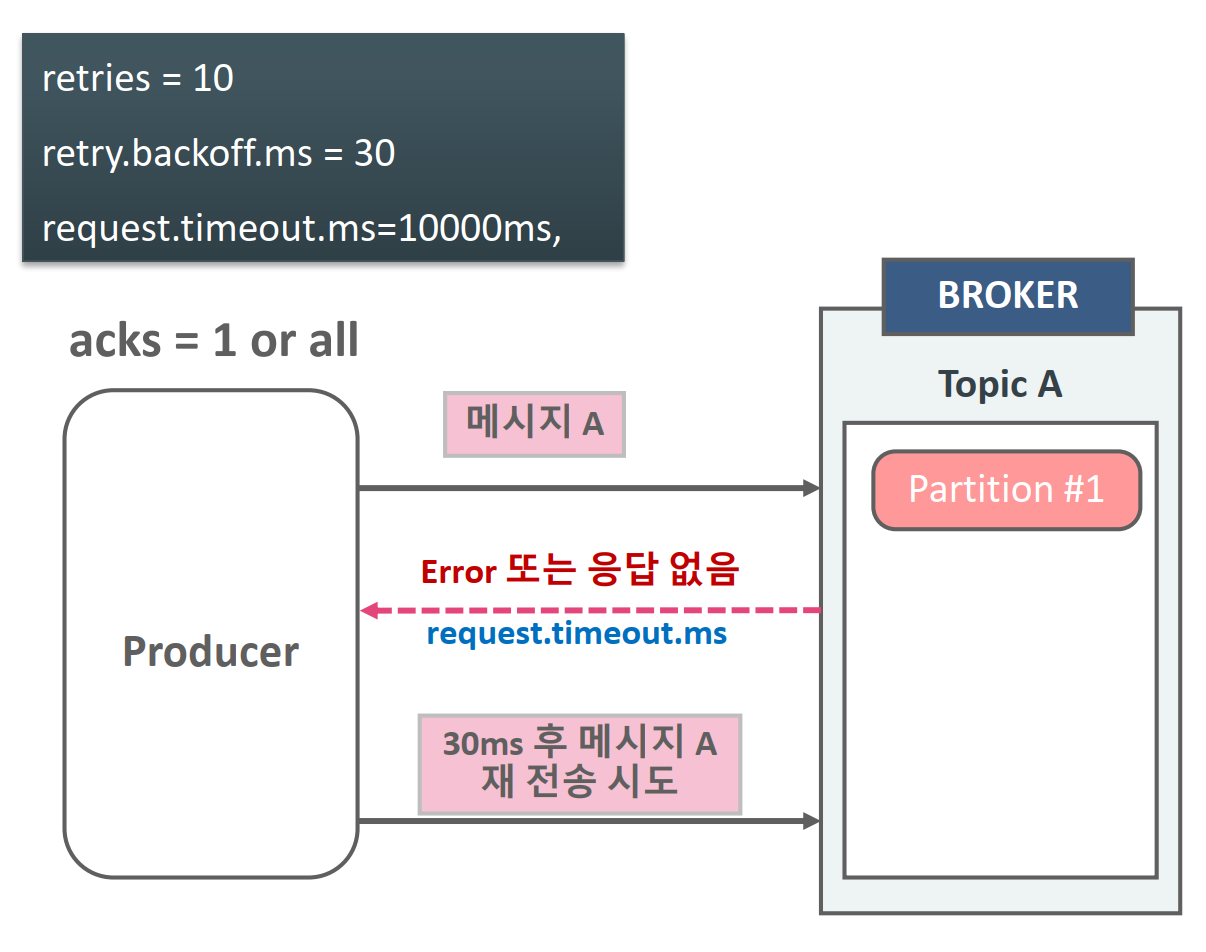 retries = 10
retry.backoff.ms = 30
request.timeout.ms=10000ms,
acks = 1 or all
BROKER
Topic A
메시지 A
Partition #1
Error 또는 응답 없음
request.timeout.ms
Producer
30ms 후 메시지 A
재 전송 시도